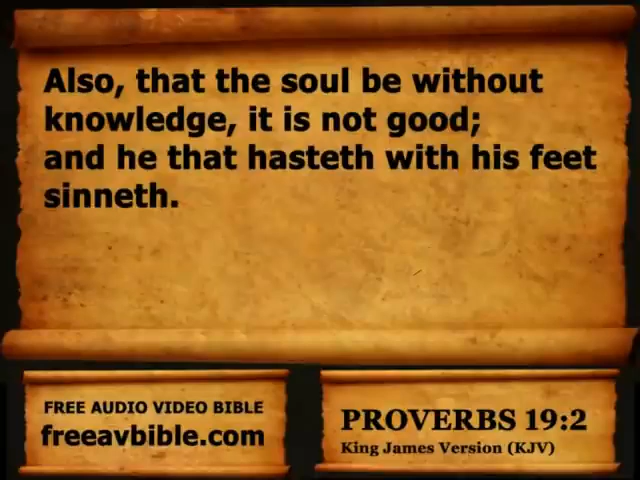 Also, that the soul be without
knowledge, it is not good;
and he that hasteth with his feet
sinneth.
FREE AUDIO VIDEO BIBLE
freeavbible.com
PROVERBS 19:2
King James Version (KJV)